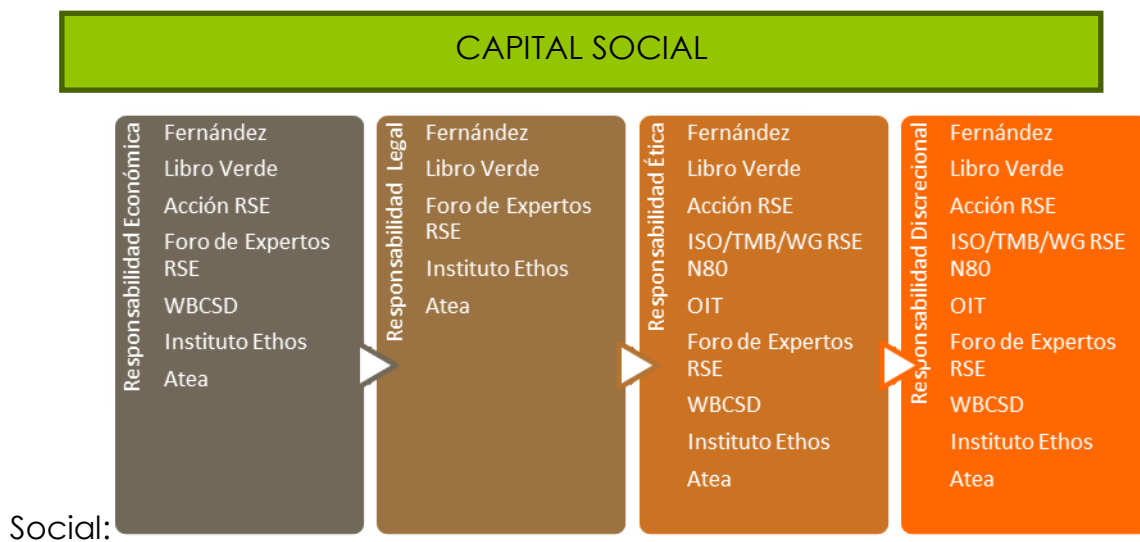 CAPITAL SOCIAL
Responsabilidad Económica
Fernández
Libro Verde
Acción RSE
Foro de Expertos
RSE
WBCSD
Instituto Ethos
Atea
Responsabilidad Legal
Fernández
Libro Verde
Foro de Expertos
RSE
Instituto Ethos
Atea
Responsabilidad Ética
Fernández
Libro Verde
Acción RSE
ISO/TMB/WG RSE
N80
OIT
Foro de Expertos
RSE
WBCSD
Instituto Ethos
Atea
Responsabilidad Discrecional
Fernández
Libro Verde
Acción RSE
ISO/TMB/WG RSE
N80
OIT
Foro de Expertos
RSE
WBCSD
Instituto Ethos
Atea
Social: